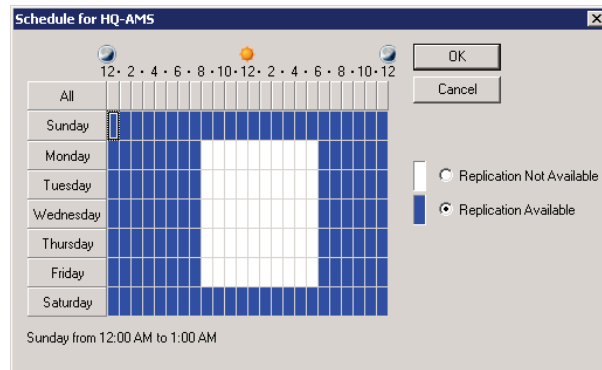 Schedule for HQ-AMS
12 · 2 · 4 · 6 · 8 · 10 · 12 · 2 · 4 · 6 · 8 · 10 · 12
OK
Cancel
All
Sunday
Monday
Tuesday
Wednesday
Thursday
Friday
Saturday
Replication Not Available
Replication Available
Sunday from 12:00 AM to 1:00 AM